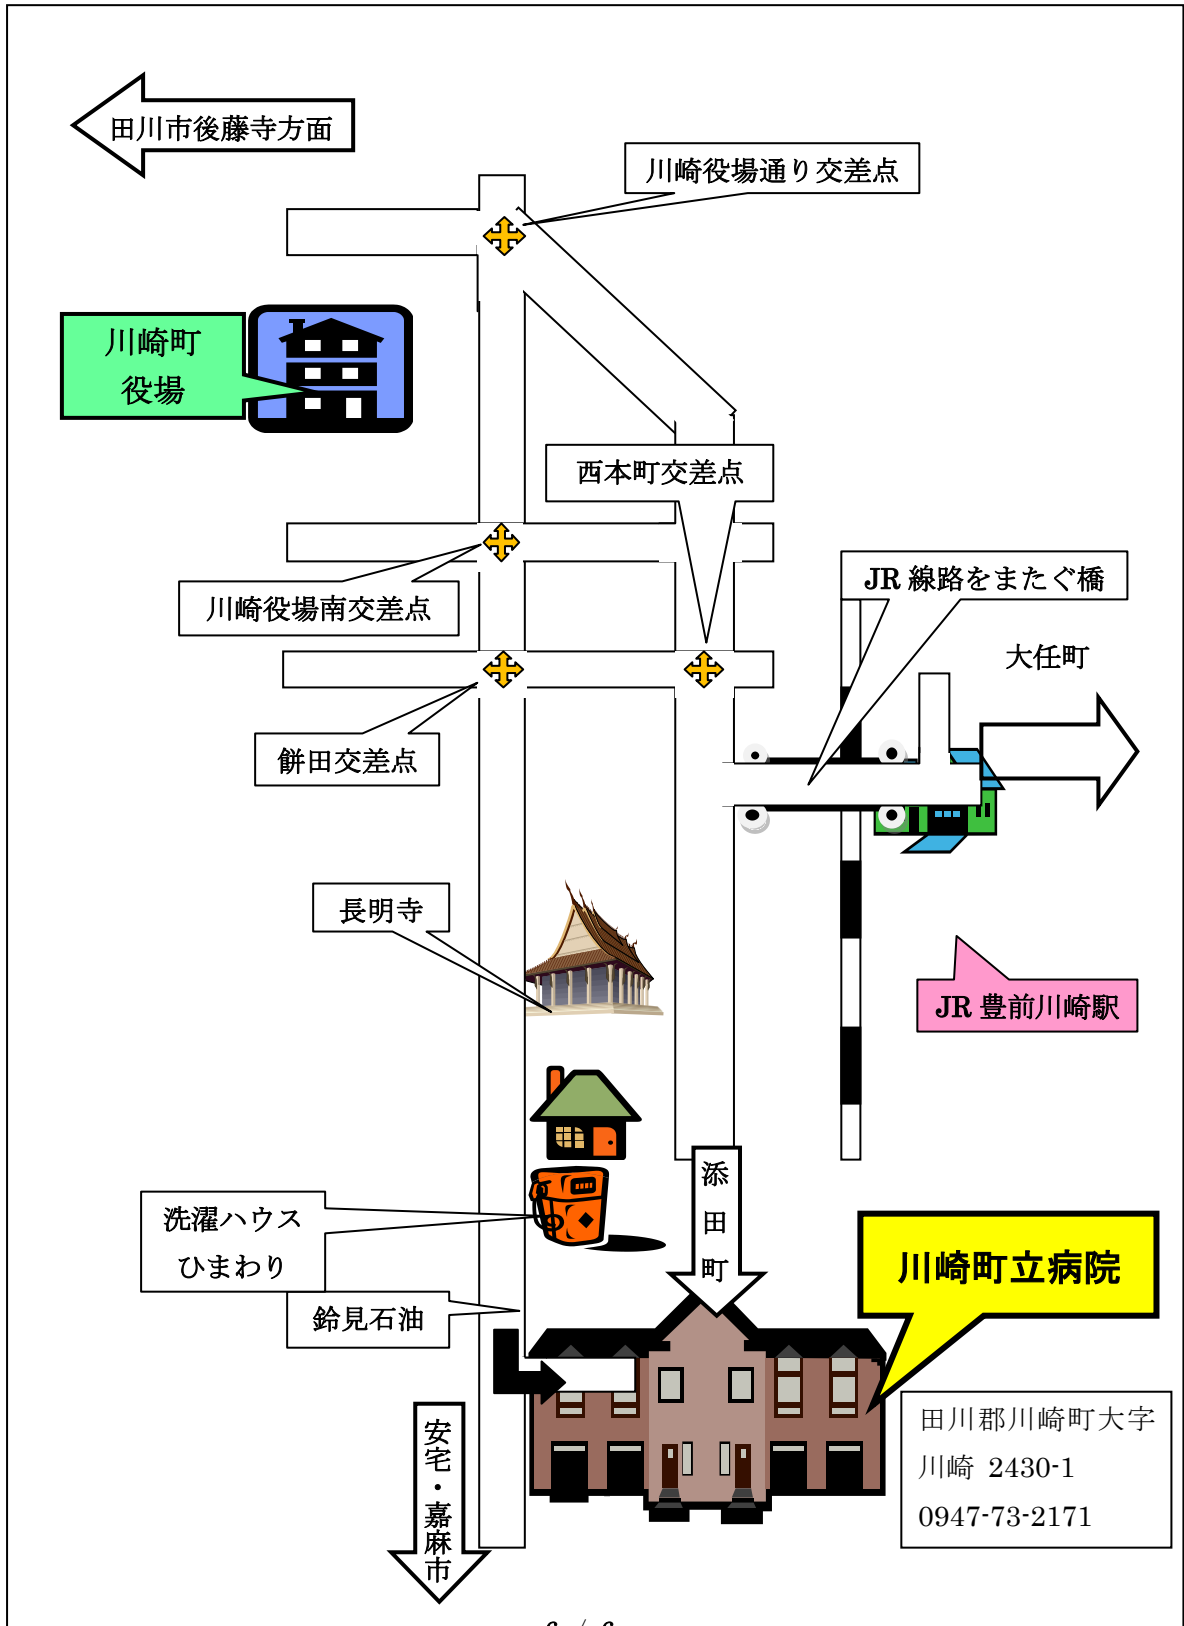 田川市後藤寺方面
川崎役場通り交差点
川崎町
役場
西本町交差点
川崎役場南交差点
JR 線路をまたぐ橋
大任町
餅田交差点
長明寺
JR 豊前川崎駅
添田町
洗濯ハウス
ひまわり
鈴見石油
川崎町立病院
田川郡川崎町大字
川崎 2430-1
0947-73-2171
安宅・嘉麻市